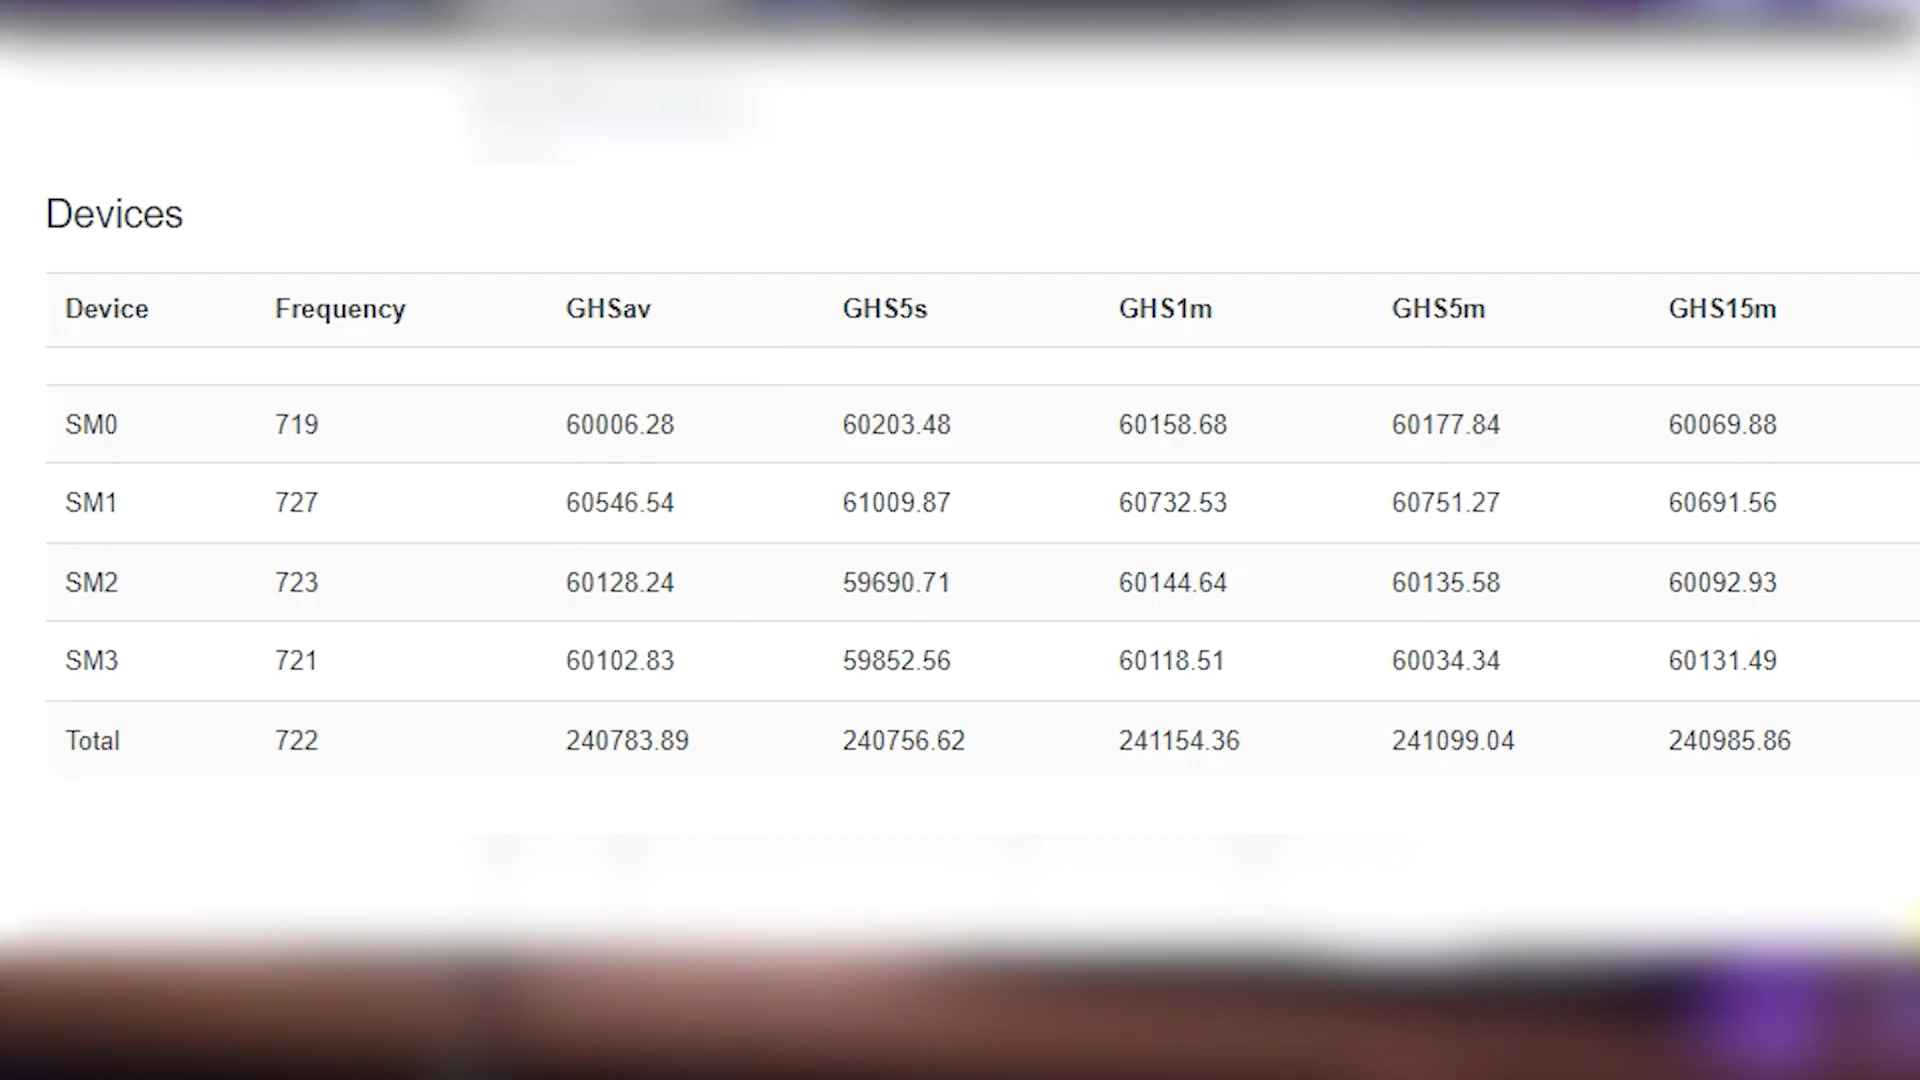 Devices
Device Frequency GHSav GHS5s GHS1m GHS5m GHS15m
SM0 719 60006.28 60203.48 60158.68 60177.84 60069.88
SM1 727 60546.54 61009.87 60732.53 60751.27 60691.56
SM2 723 60128.24 59690.71 60144.64 60135.58 60092.93
SM3 721 60102.83 59852.56 60118.51 60034.34 60131.49
Total 722 240783.89 240756.62 241154.36 241099.04 240985.86